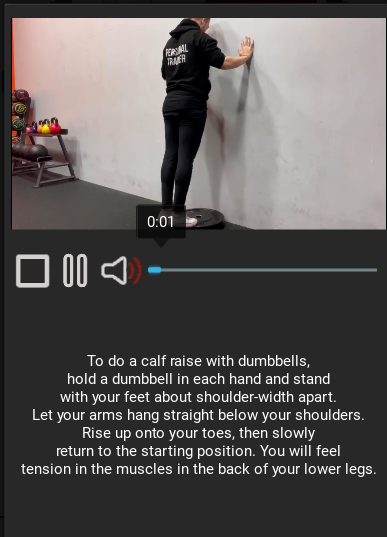 PERSONAL
TRAINER
0:01
To do a calf raise with dumbbells,
hold a dumbbell in each hand and stand
with your feet about shoulder-width apart.
Let your arms hang straight below your shoulders.
Rise up onto your toes, then slowly
return to the starting position. You will feel
tension in the muscles in the back of your lower legs.